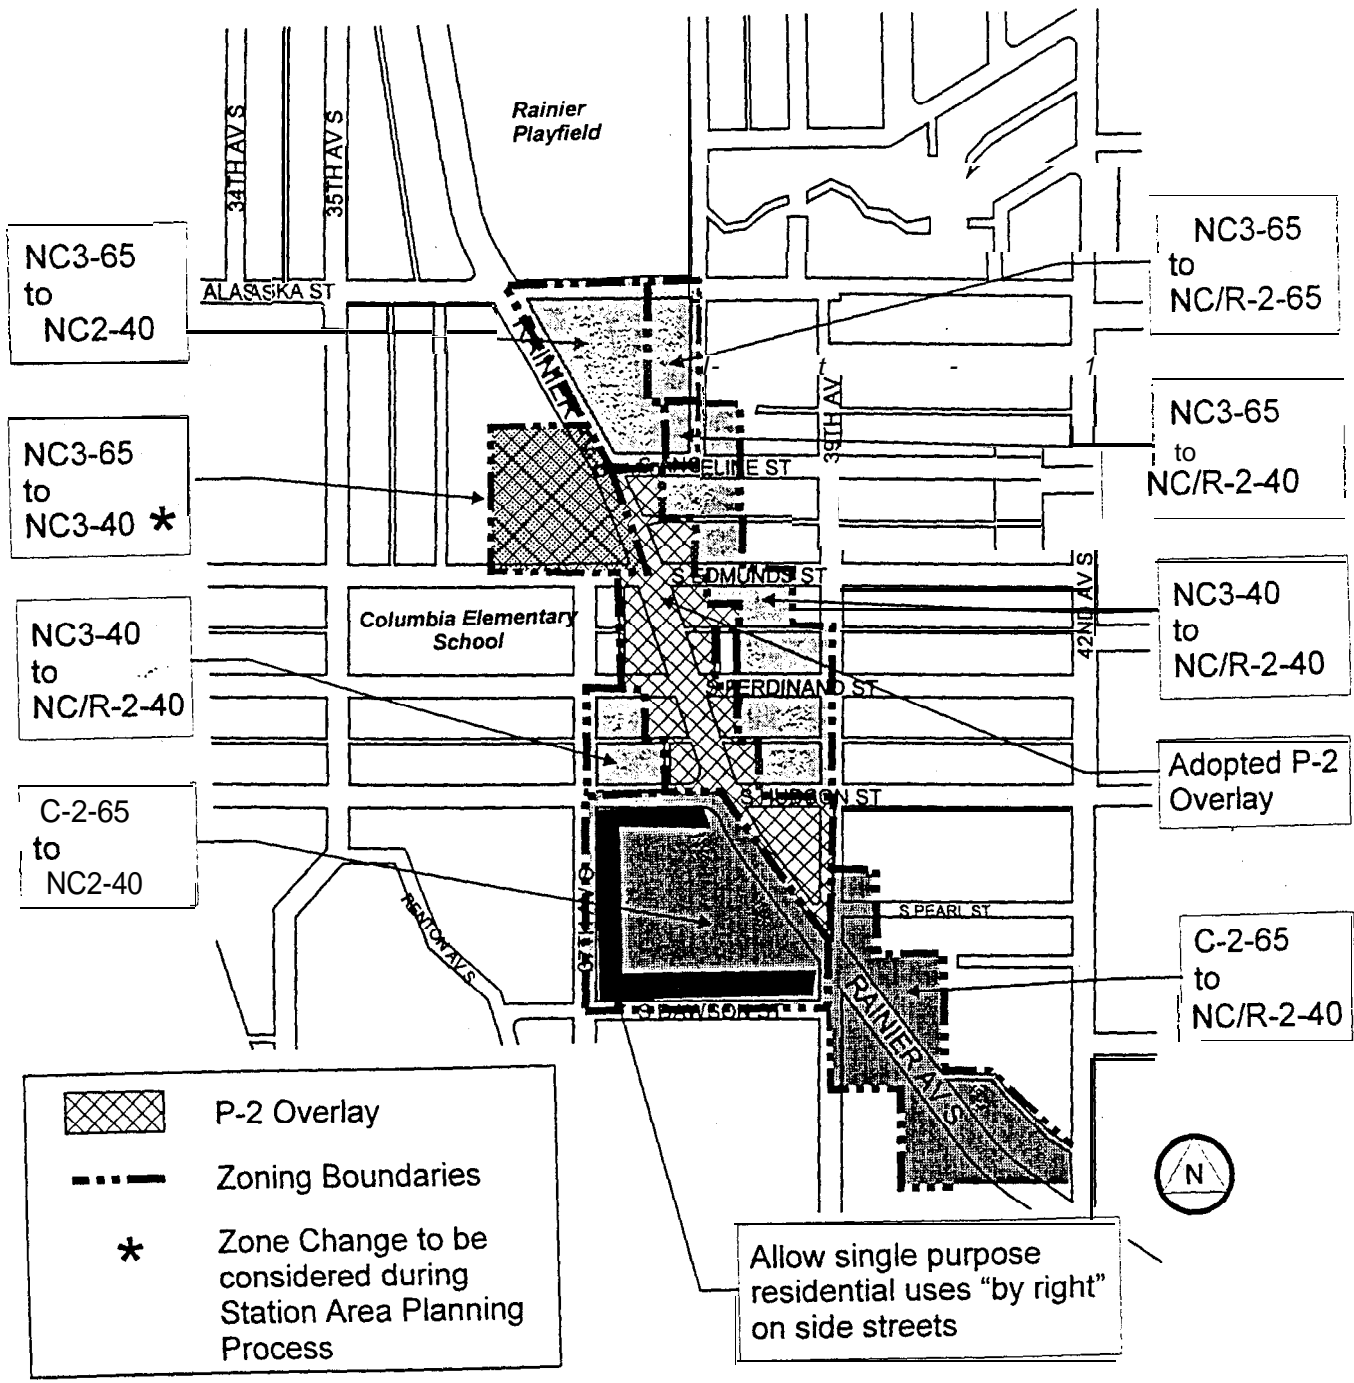 Rainier
Playfield
34TH AV S
35TH AV S
NC3-65
to
NC2-40
ALASKA ST
NC3-65
to
NC/R-2-65
RAINIER
NC3-65
to
NC3-40 *
39TH AV
NC3-65
to
NC/R-2-40
S ANGELINE ST
S EDMUNDS ST
42ND AV S
Columbia Elementary
School
NC3-40
to
NC/R-2-40
NC3-40
to
NC/R-2-40
S FERDINAND ST
Adopted P-2
Overlay
S HUDSON ST
C-2-65
to
NC2-40
RENTON AV S
S PEARL ST
C-2-65
to
NC/R-2-40
RAINIER AV S
S DAWSON ST
P-2 Overlay
Zoning Boundaries
* Zone Change to be
considered during
Station Area Planning
Process
N
Allow single purpose
residential uses “by right”
on side streets